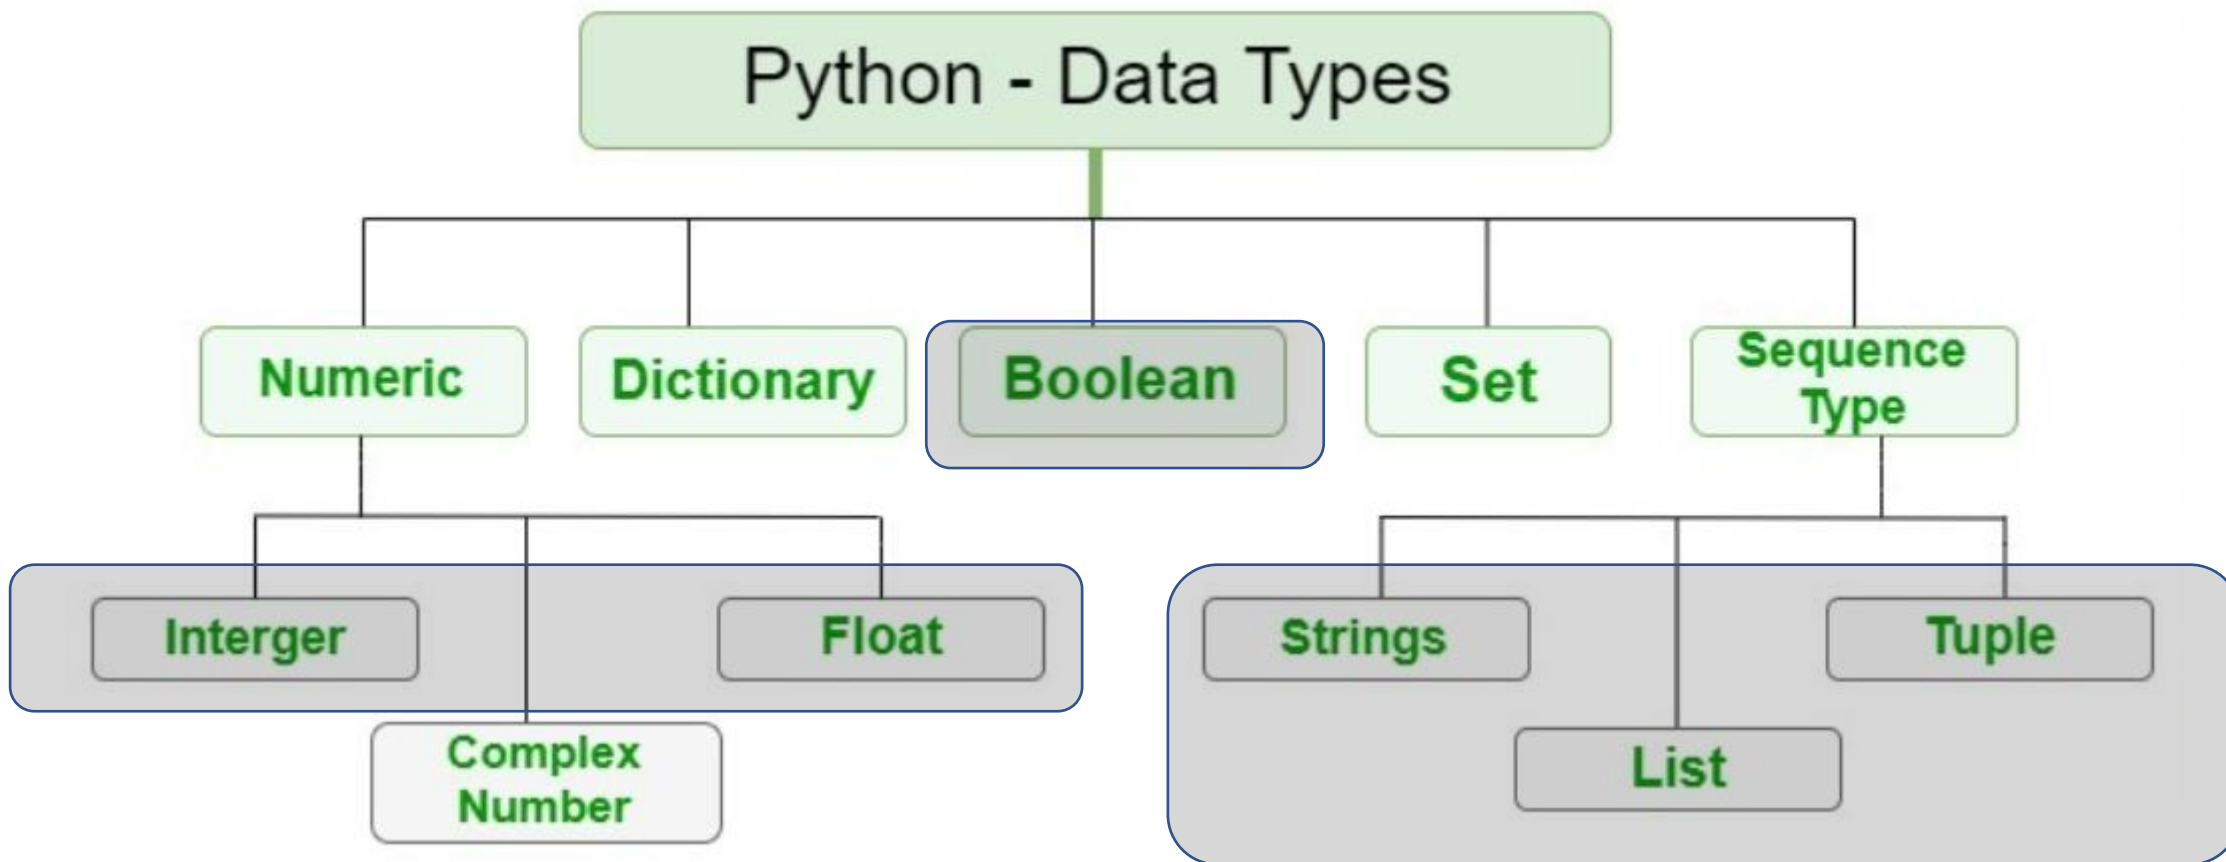 Python - Data Types
Numeric
Dictionary
Boolean
Set
Sequence
Type
Interger
Float
Strings
Tuple
Complex
Number
List